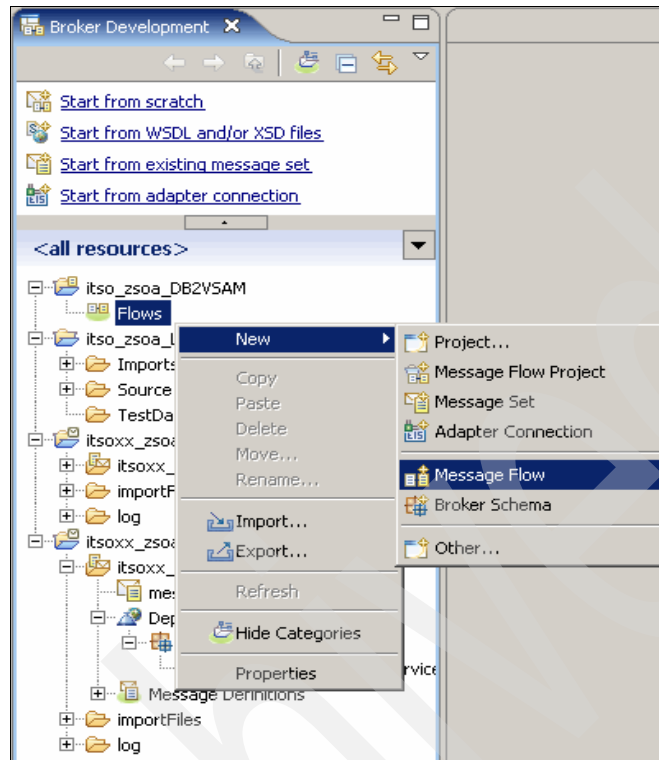 Broker Development
Start from scratch
Start from WSDL and/or XSD files
Start from existing message set
Start from adapter connection
<all resources>
itso_zsoa_DB2VSAM
Flows
itso_zsoa_
Imports
Source
TestDa
itsoxx_zsoa
itsoxx_
importF
log
itsoxx_zsoa
itsoxx_
mes
Dep
rvice
Message Definitions
importFiles
log
New
Copy
Paste
Delete
Move...
Rename...
Import...
Export...
Refresh
Hide Categories
Properties
Project...
Message Flow Project
Message Set
Adapter Connection
Message Flow
Broker Schema
Other...